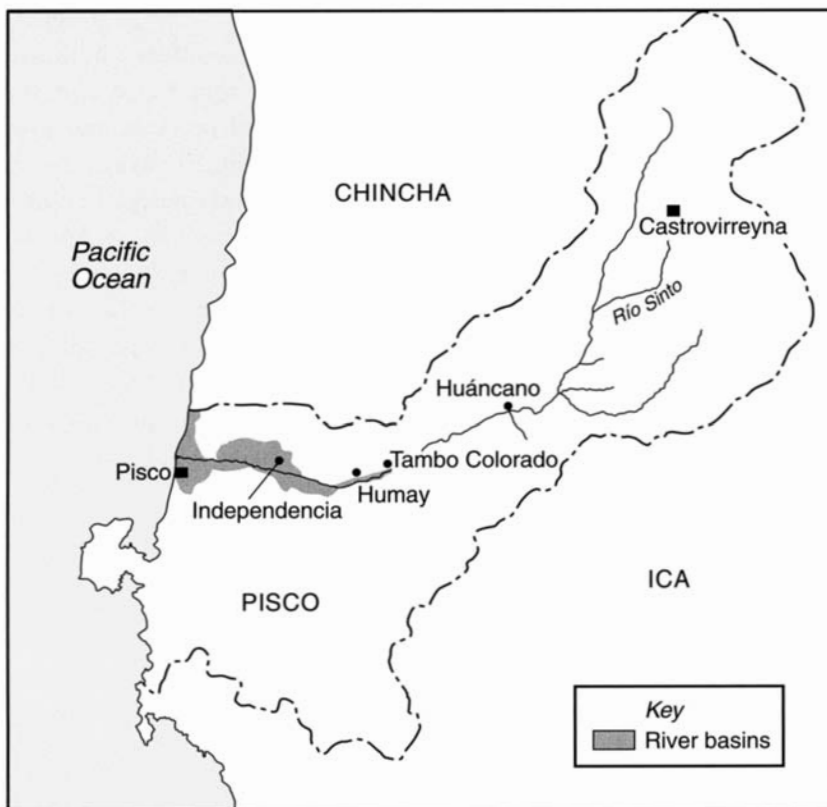 CHINCHA
Castrovirreyna
Pacific
Ocean
Río Sinto
Huáncano
Tambo Colorado
Pisco
Humay
Independencia
PISCO
ICA
Key
River basins